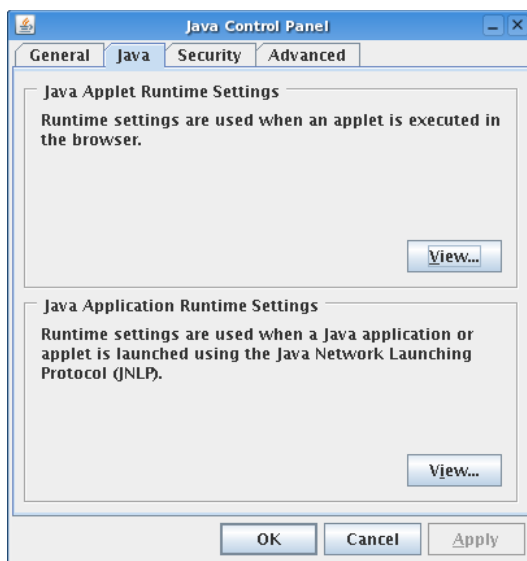 Java Control Panel
General Java Security Advanced
Java Applet Runtime Settings
Runtime settings are used when an applet is executed in
the browser.
View...
Java Application Runtime Settings
Runtime settings are used when a Java application or
applet is launched using the Java Network Launching
Protocol (JNLP).
View...
OK Cancel Apply